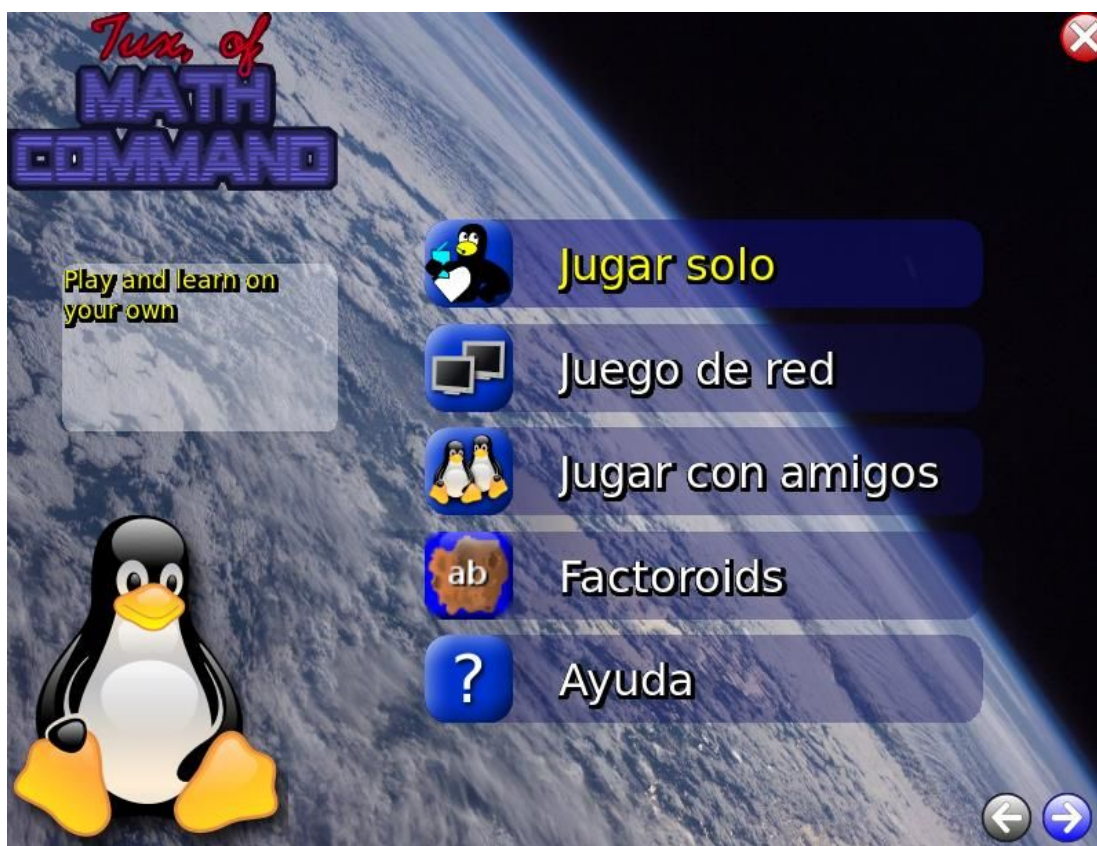 Tux, of
MATH
COMMAND
Play and learn on
your own
Jugar solo
Juego de red
Jugar con amigos
ab
Factoroids
?
Ayuda